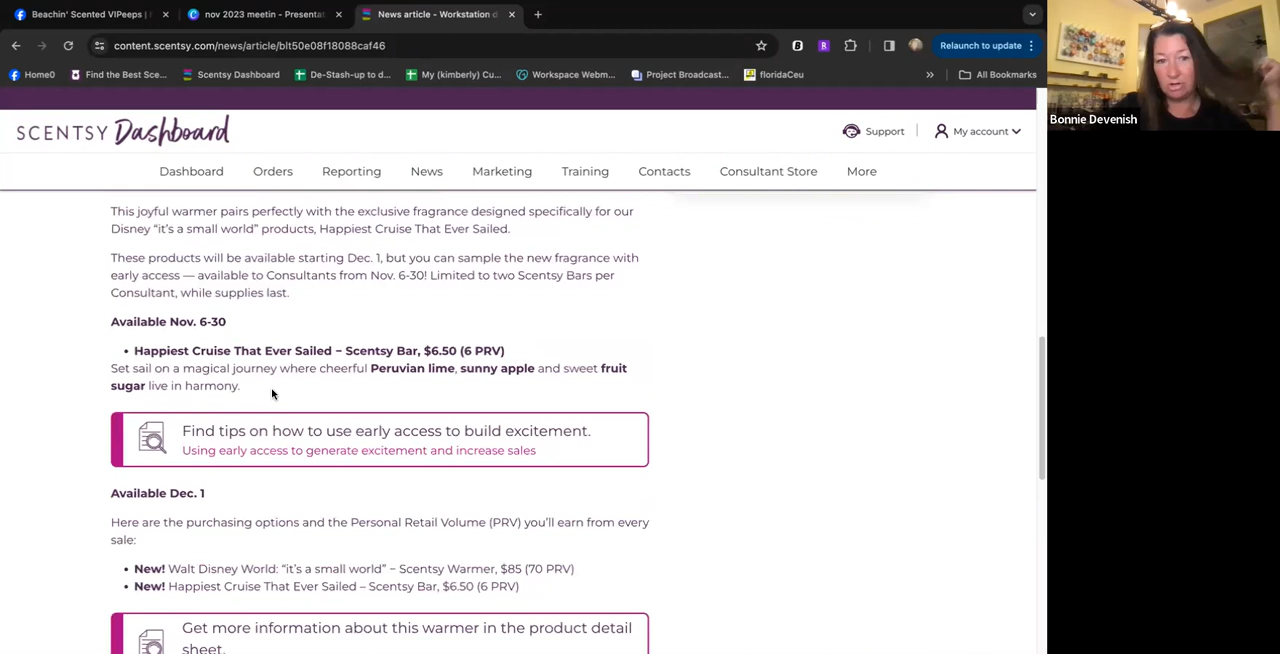 Beachin' Scented VIPeeps |
nov 2023 meetin - Presentat
News article - Workstation d
content.scentsy.com/news/article/blt50e08f18088caf46
Relaunch to update
Home0
Find the Best Sce...
Scentsy Dashboard
De-Stash-up to d...
My (kimberly) Cu...
Workspace Webm...
Project Broadcast...
floridaCeu
»
All Bookmarks
Bonnie Devenish
SCENTSY Dashboard
Support
My account
Dashboard Orders Reporting News Marketing Training Contacts Consultant Store More
This joyful warmer pairs perfectly with the exclusive fragrance designed specifically for our
Disney “it’s a small world” products, Happiest Cruise That Ever Sailed.
These products will be available starting Dec. 1, but you can sample the new fragrance with
early access — available to Consultants from Nov. 6-30! Limited to two Scentsy Bars per
Consultant, while supplies last.
Available Nov. 6-30
• Happiest Cruise That Ever Sailed – Scentsy Bar, $6.50 (6 PRV)
Set sail on a magical journey where cheerful Peruvian lime, sunny apple and sweet fruit
sugar live in harmony.
Find tips on how to use early access to build excitement.
Using early access to generate excitement and increase sales
Available Dec. 1
Here are the purchasing options and the Personal Retail Volume (PRV) you’ll earn from every
sale:
• New! Walt Disney World: “it’s a small world” – Scentsy Warmer, $85 (70 PRV)
• New! Happiest Cruise That Ever Sailed – Scentsy Bar, $6.50 (6 PRV)
Get more information about this warmer in the product detail
sheet.